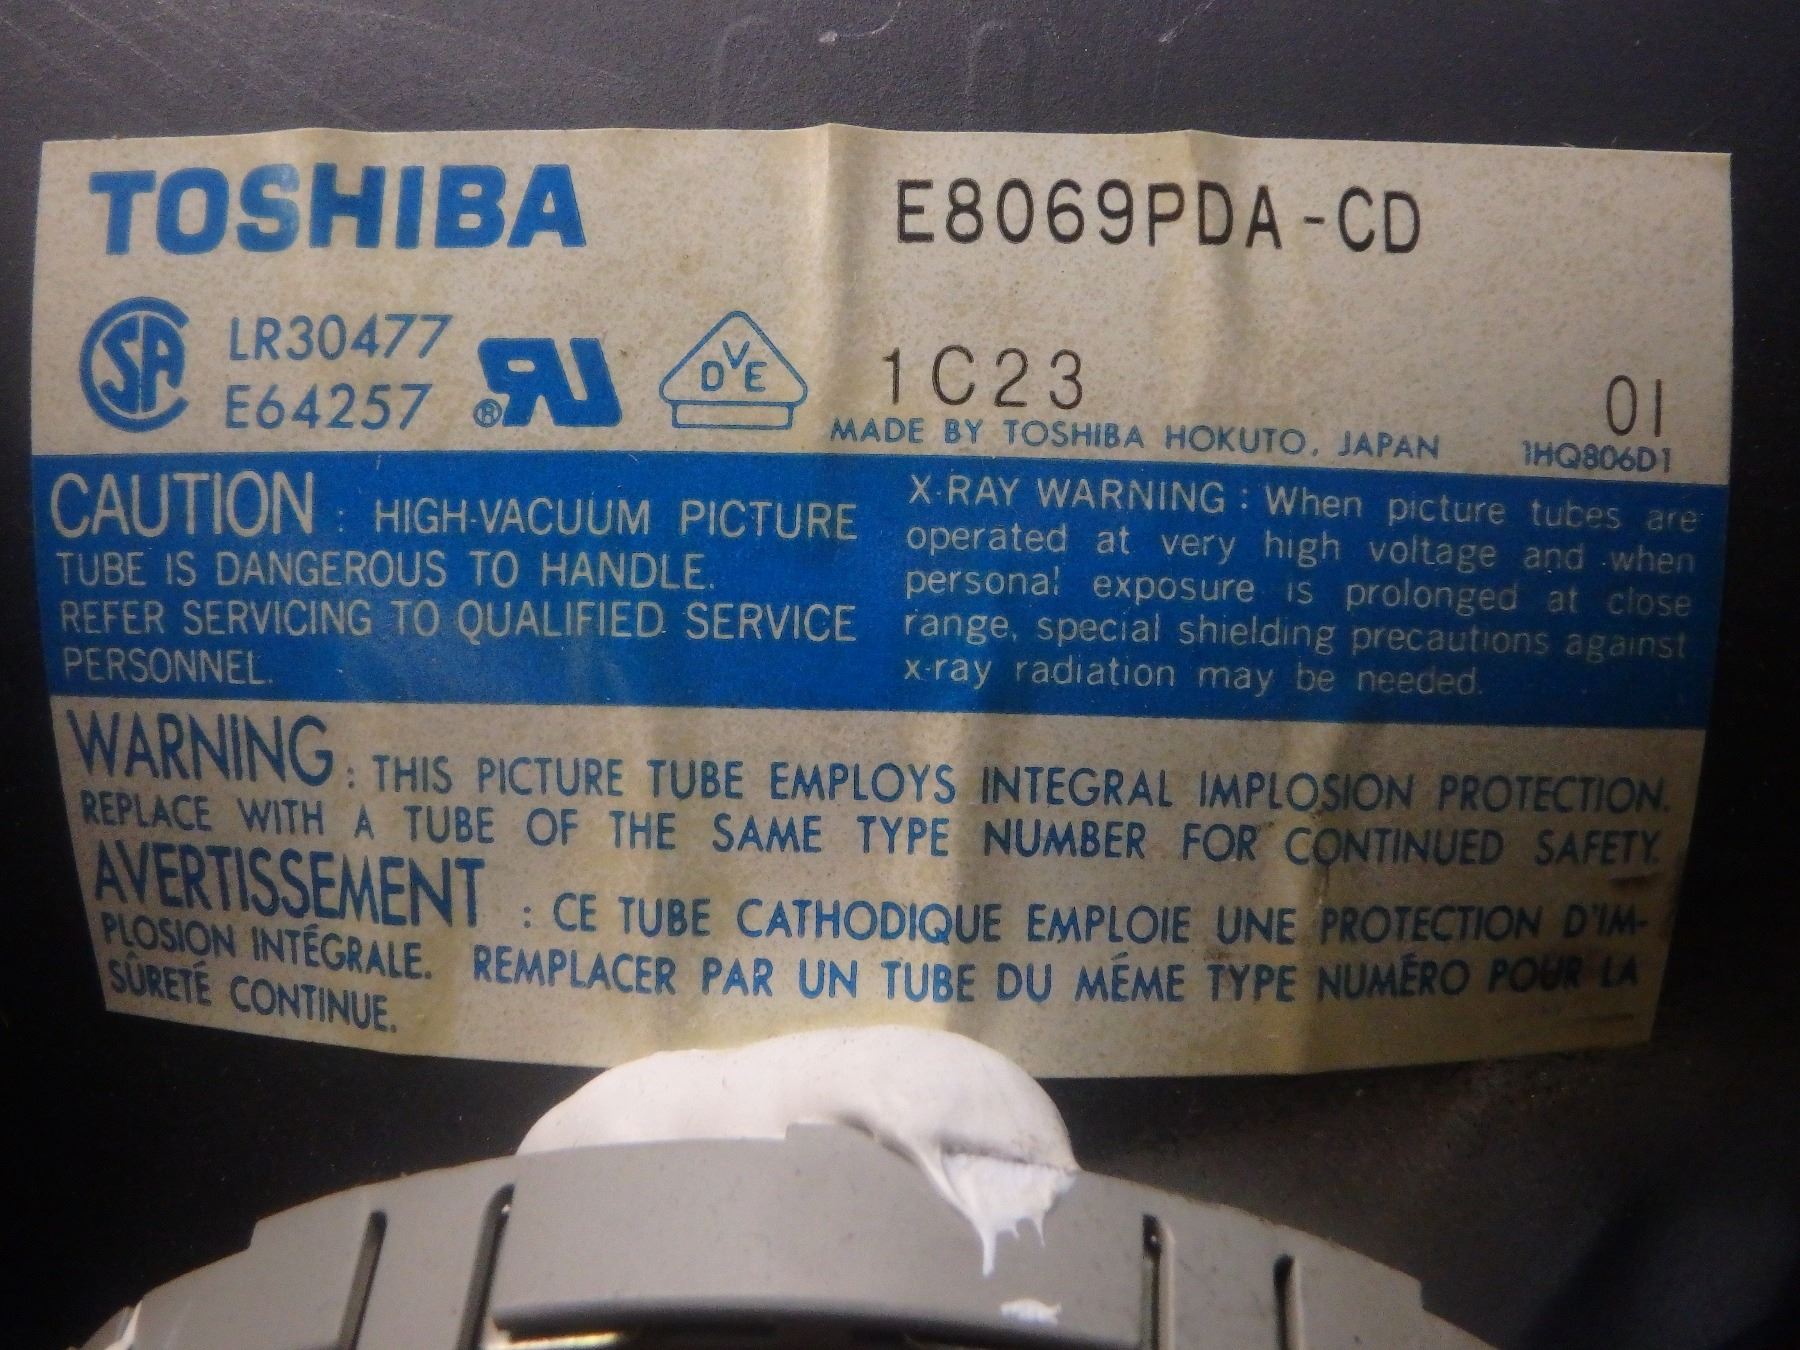 TOSHIBA
E8069PDA-CD
SA LR30477
E64257
® RU
DVE
1C23
01
MADE BY TOSHIBA HOKUTO, JAPAN
1HQ806D1
CAUTION : HIGH-VACUUM PICTURE
TUBE IS DANGEROUS TO HANDLE.
REFER SERVICING TO QUALIFIED SERVICE
PERSONNEL.
X-RAY WARNING : When picture tubes are
operated at very high voltage and when
personal exposure is prolonged at close
range, special shielding precautions against
x-ray radiation may be needed.
WARNING : THIS PICTURE TUBE EMPLOYS INTEGRAL IMPLOSION PROTECTION.
REPLACE WITH A TUBE OF THE SAME TYPE NUMBER FOR CONTINUED SAFETY.
AVERTISSEMENT : CE TUBE CATHODIQUE EMPLOIE UNE PROTECTION D'IM-
PLOSION INTÉGRALE. REMPLACER PAR UN TUBE DU MÉME TYPE NUMÉRO POUR LA
SÛRETÉ CONTINUE.